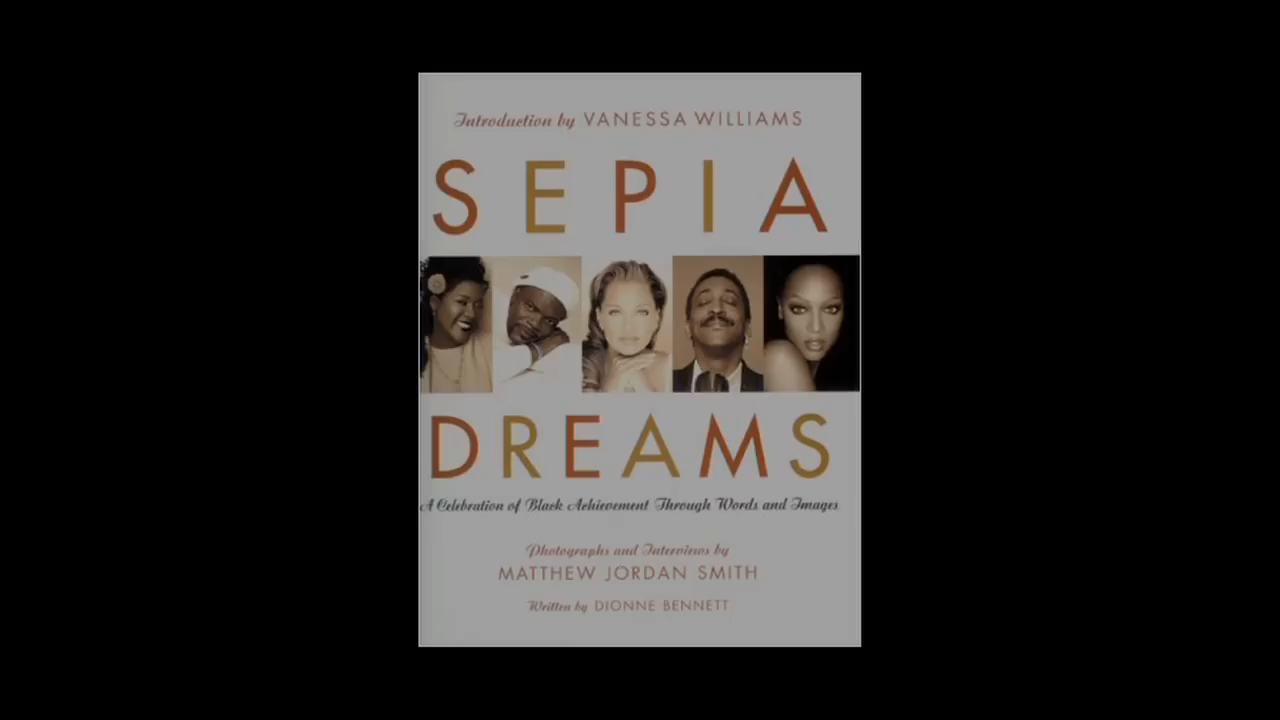 Introduction by VANESSA WILLIAMS
SEPIA
DREAMS
A Celebration of Black Achievement Through Words and Images
Photographs and Interviews by
MATTHEW JORDAN SMITH
Written by DIONNE BENNETT